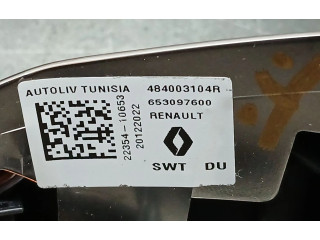 AUTOLIV TUNISIA 484003104R
653097600
RENAULT
22354-10653
20122022
SWT DU